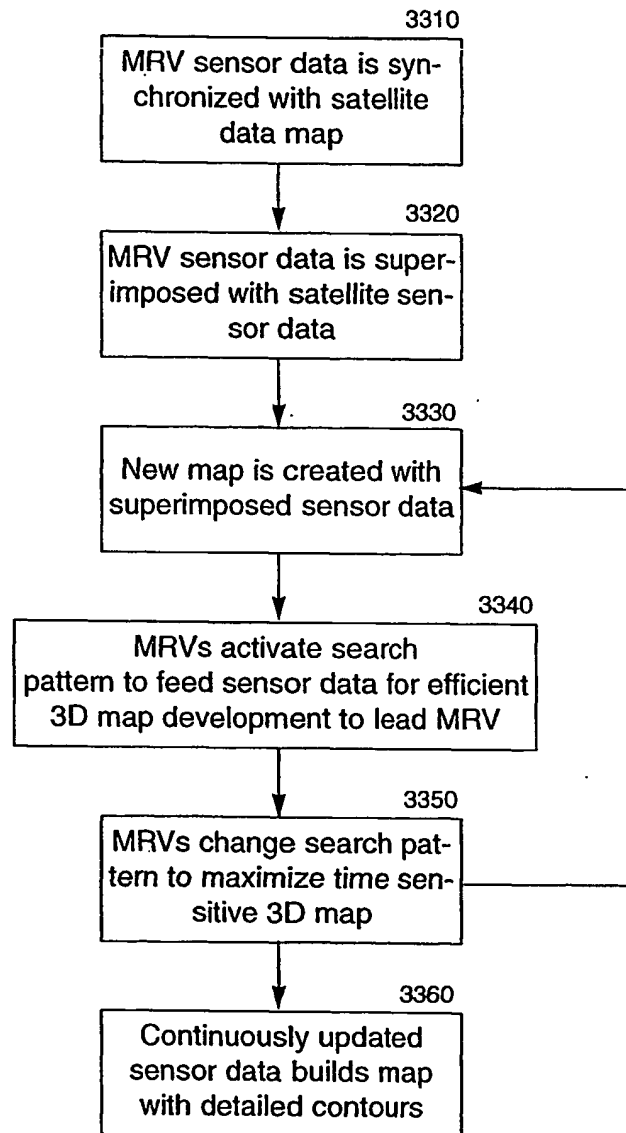 3310
MRV sensor data is syn-
chronized with satellite
data map
3320
MRV sensor data is super-
imposed with satellite sen-
sor data
3330
New map is created with
superimposed sensor data
3340
MRVs activate search
pattern to feed sensor data for efficient
3D map development to lead MRV
3350
MRVs change search pat-
tern to maximize time sen-
sitive 3D map
3360
Continuously updated
sensor data builds map
with detailed contours